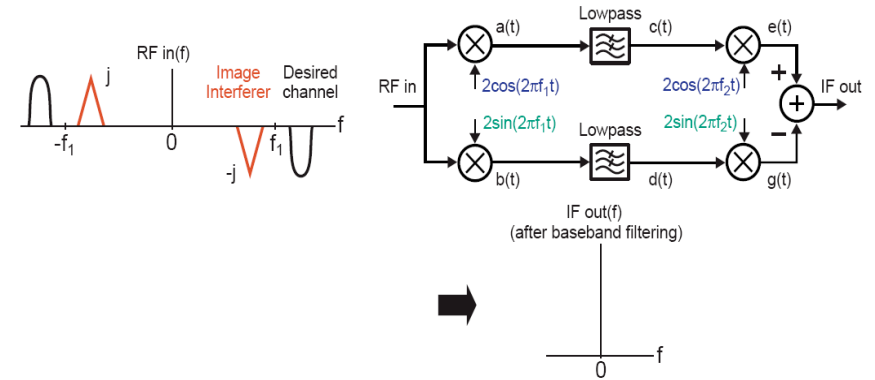 RF in(f)
j
Image
Interferer
Desired
channel
-f₁
0
f₁
f
-j
RF in
a(t)
Lowpass
c(t)
e(t)
2cos(2πf₁t)
2cos(2πf₂t)
+
IF out
+
2sin(2πf₁t)
Lowpass
2sin(2πf₂t)
−
b(t)
d(t)
g(t)
IF out(f)
(after baseband filtering)
f
0